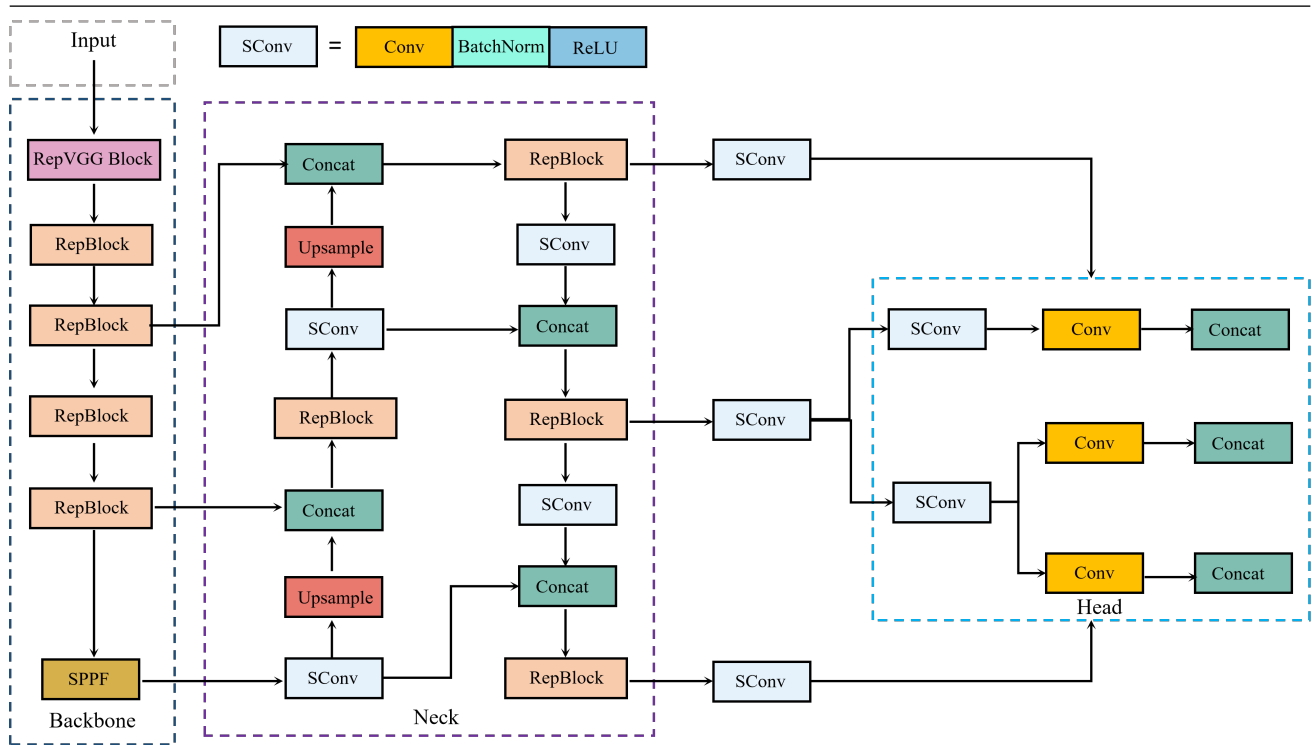 Input
SConv = Conv BatchNorm ReLU
RepVGG Block
RepBlock
RepBlock
RepBlock
RepBlock
SPPF
Backbone
Concat
Upsample
SConv
RepBlock
Concat
Upsample
SConv
RepBlock
SConv
Concat
RepBlock
SConv
Concat
RepBlock
Neck
SConv
SConv
SConv
SConv
Conv
Concat
SConv
Conv
Concat
Conv
Concat
Head